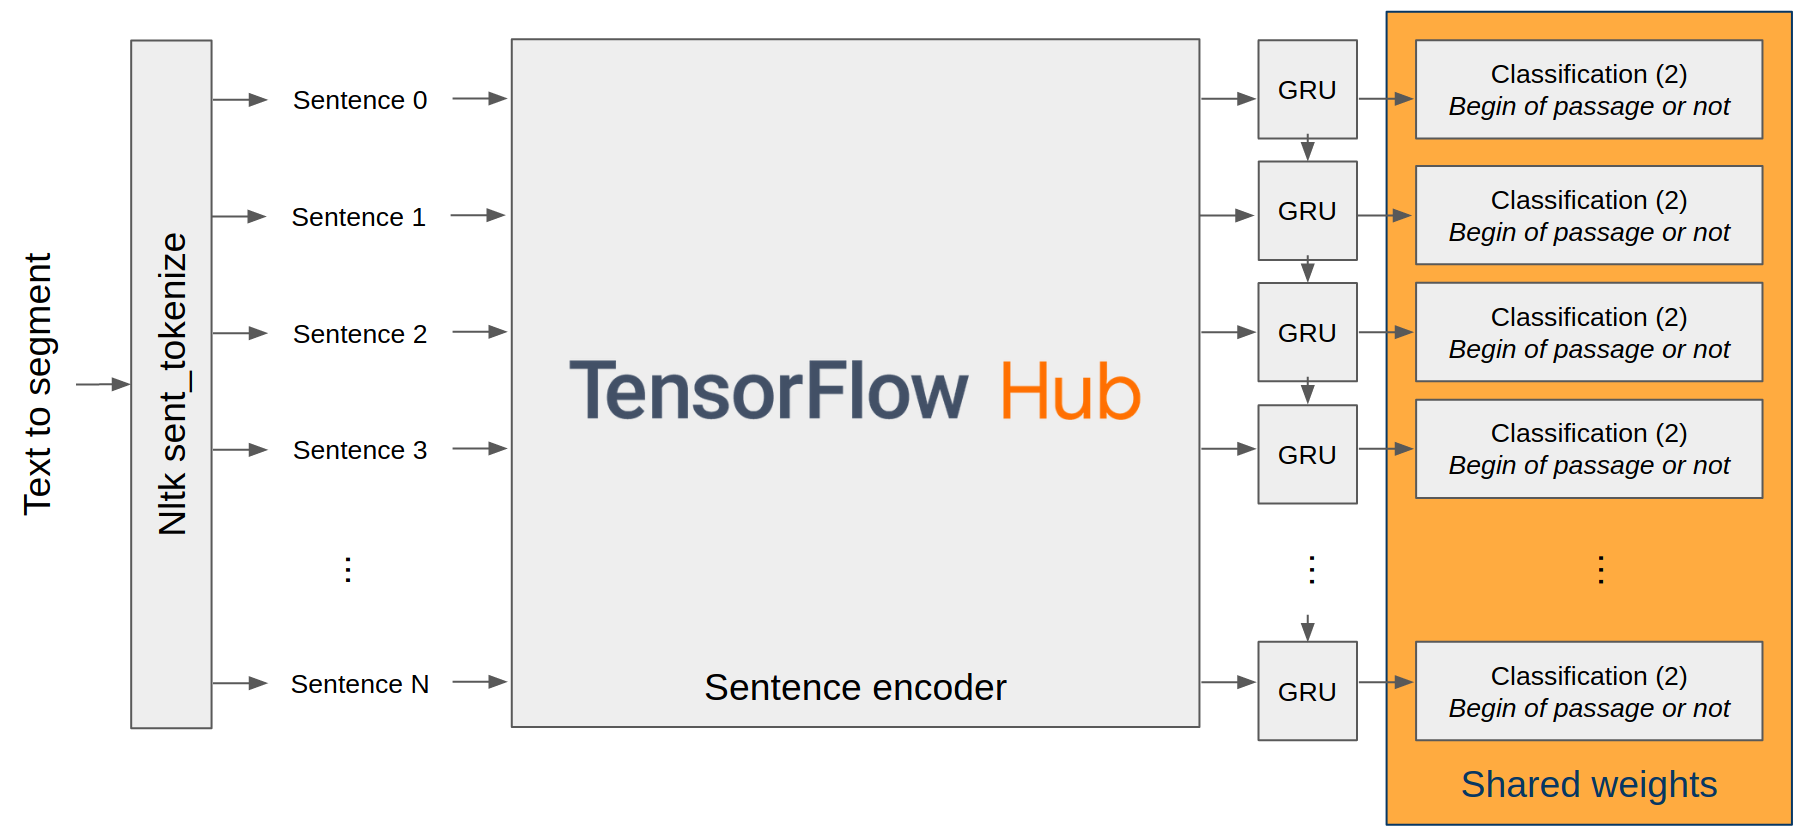 Text to segment
Nltk sent_tokenize
Sentence 0
Sentence 1
Sentence 2
Sentence 3
⋮
Sentence N
TensorFlow Hub
Sentence encoder
GRU
GRU
GRU
GRU
⋮
GRU
Classification (2)
Begin of passage or not
Classification (2)
Begin of passage or not
Classification (2)
Begin of passage or not
Classification (2)
Begin of passage or not
⋮
Classification (2)
Begin of passage or not
Shared weights